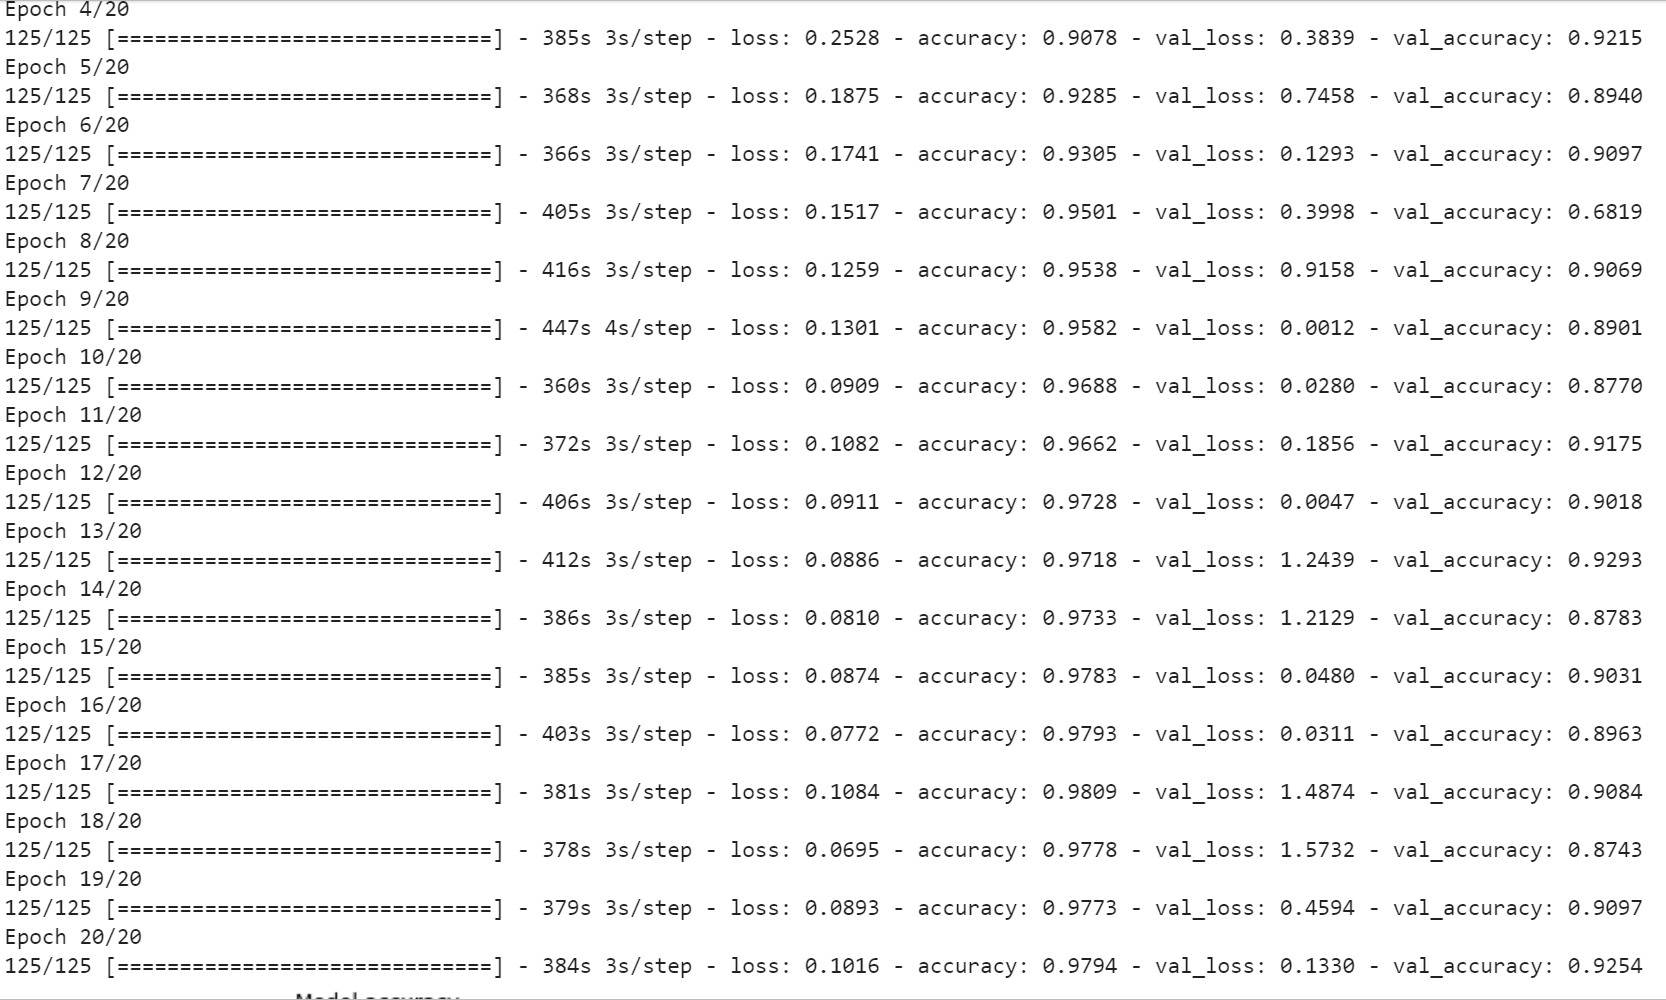 Epoch 4/20
125/125 [==============================] - 385s 3s/step - loss: 0.2528 - accuracy: 0.9078 - val_loss: 0.3839 - val_accuracy: 0.9215
Epoch 5/20
125/125 [==============================] - 368s 3s/step - loss: 0.1875 - accuracy: 0.9285 - val_loss: 0.7458 - val_accuracy: 0.8940
Epoch 6/20
125/125 [==============================] - 366s 3s/step - loss: 0.1741 - accuracy: 0.9305 - val_loss: 0.1293 - val_accuracy: 0.9097
Epoch 7/20
125/125 [==============================] - 405s 3s/step - loss: 0.1517 - accuracy: 0.9501 - val_loss: 0.3998 - val_accuracy: 0.6819
Epoch 8/20
125/125 [==============================] - 416s 3s/step - loss: 0.1259 - accuracy: 0.9538 - val_loss: 0.9158 - val_accuracy: 0.9069
Epoch 9/20
125/125 [==============================] - 447s 4s/step - loss: 0.1301 - accuracy: 0.9582 - val_loss: 0.0012 - val_accuracy: 0.8901
Epoch 10/20
125/125 [==============================] - 360s 3s/step - loss: 0.0909 - accuracy: 0.9688 - val_loss: 0.0280 - val_accuracy: 0.8770
Epoch 11/20
125/125 [==============================] - 372s 3s/step - loss: 0.1082 - accuracy: 0.9662 - val_loss: 0.1856 - val_accuracy: 0.9175
Epoch 12/20
125/125 [==============================] - 406s 3s/step - loss: 0.0911 - accuracy: 0.9728 - val_loss: 0.0047 - val_accuracy: 0.9018
Epoch 13/20
125/125 [==============================] - 412s 3s/step - loss: 0.0886 - accuracy: 0.9718 - val_loss: 1.2439 - val_accuracy: 0.9293
Epoch 14/20
125/125 [==============================] - 386s 3s/step - loss: 0.0810 - accuracy: 0.9733 - val_loss: 1.2129 - val_accuracy: 0.8783
Epoch 15/20
125/125 [==============================] - 385s 3s/step - loss: 0.0874 - accuracy: 0.9783 - val_loss: 0.0480 - val_accuracy: 0.9031
Epoch 16/20
125/125 [==============================] - 403s 3s/step - loss: 0.0772 - accuracy: 0.9793 - val_loss: 0.0311 - val_accuracy: 0.8963
Epoch 17/20
125/125 [==============================] - 381s 3s/step - loss: 0.1084 - accuracy: 0.9809 - val_loss: 1.4874 - val_accuracy: 0.9084
Epoch 18/20
125/125 [==============================] - 378s 3s/step - loss: 0.0695 - accuracy: 0.9778 - val_loss: 1.5732 - val_accuracy: 0.8743
Epoch 19/20
125/125 [==============================] - 379s 3s/step - loss: 0.0893 - accuracy: 0.9773 - val_loss: 0.4594 - val_accuracy: 0.9097
Epoch 20/20
125/125 [==============================] - 384s 3s/step - loss: 0.1016 - accuracy: 0.9794 - val_loss: 0.1330 - val_accuracy: 0.9254
Model accuracy